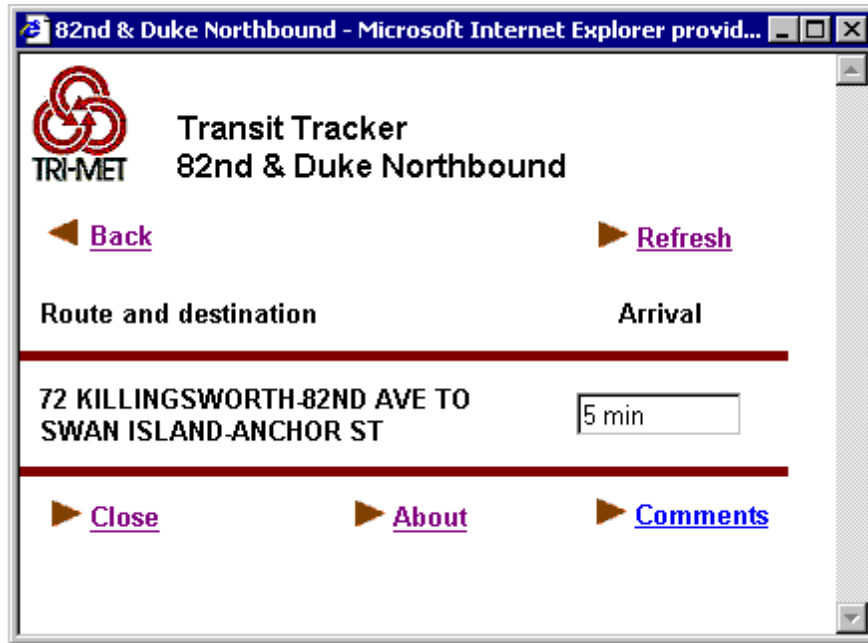 82nd & Duke Northbound - Microsoft Internet Explorer provid...
Transit Tracker
TRI-MET
82nd & Duke Northbound
Back
Refresh
Route and destination
Arrival
72 KILLINGSWORTH-82ND AVE TO
SWAN ISLAND-ANCHOR ST
5 min
Close
About
Comments